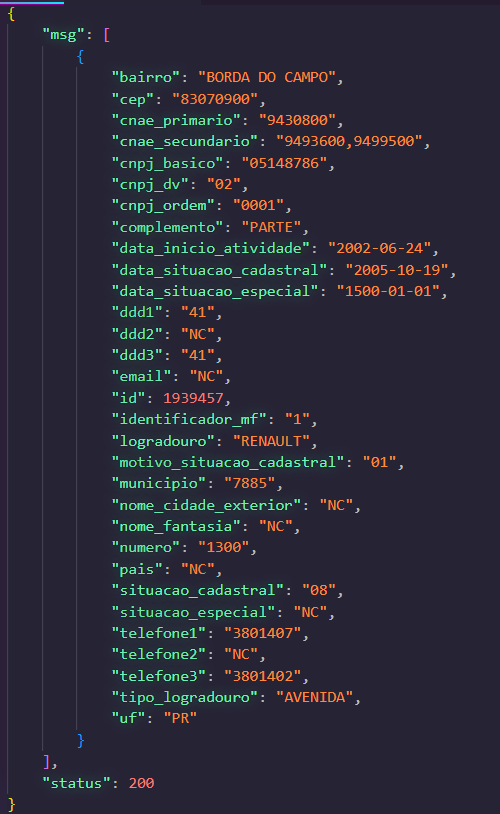 {
    "msg": [
        {
            "bairro": "BORDA DO CAMPO",
            "cep": "83070900",
            "cnae_primario": "9430800",
            "cnae_secundario": "9493600,9499500",
            "cnpj_basico": "05148786",
            "cnpj_dv": "02",
            "cnpj_ordem": "0001",
            "complemento": "PARTE",
            "data_inicio_atividade": "2002-06-24",
            "data_situacao_cadastral": "2005-10-19",
            "data_situacao_especial": "1500-01-01",
            "ddd1": "41",
            "ddd2": "NC",
            "ddd3": "41",
            "email": "NC",
            "id": 1939457,
            "identificador_mf": "1",
            "logradouro": "RENAULT",
            "motivo_situacao_cadastral": "01",
            "municipio": "7885",
            "nome_cidade_exterior": "NC",
            "nome_fantasia": "NC",
            "numero": "1300",
            "pais": "NC",
            "situacao_cadastral": "08",
            "situacao_especial": "NC",
            "telefone1": "3801407",
            "telefone2": "NC",
            "telefone3": "3801402",
            "tipo_logradouro": "AVENIDA",
            "uf": "PR"
        }
    ],
    "status": 200
}